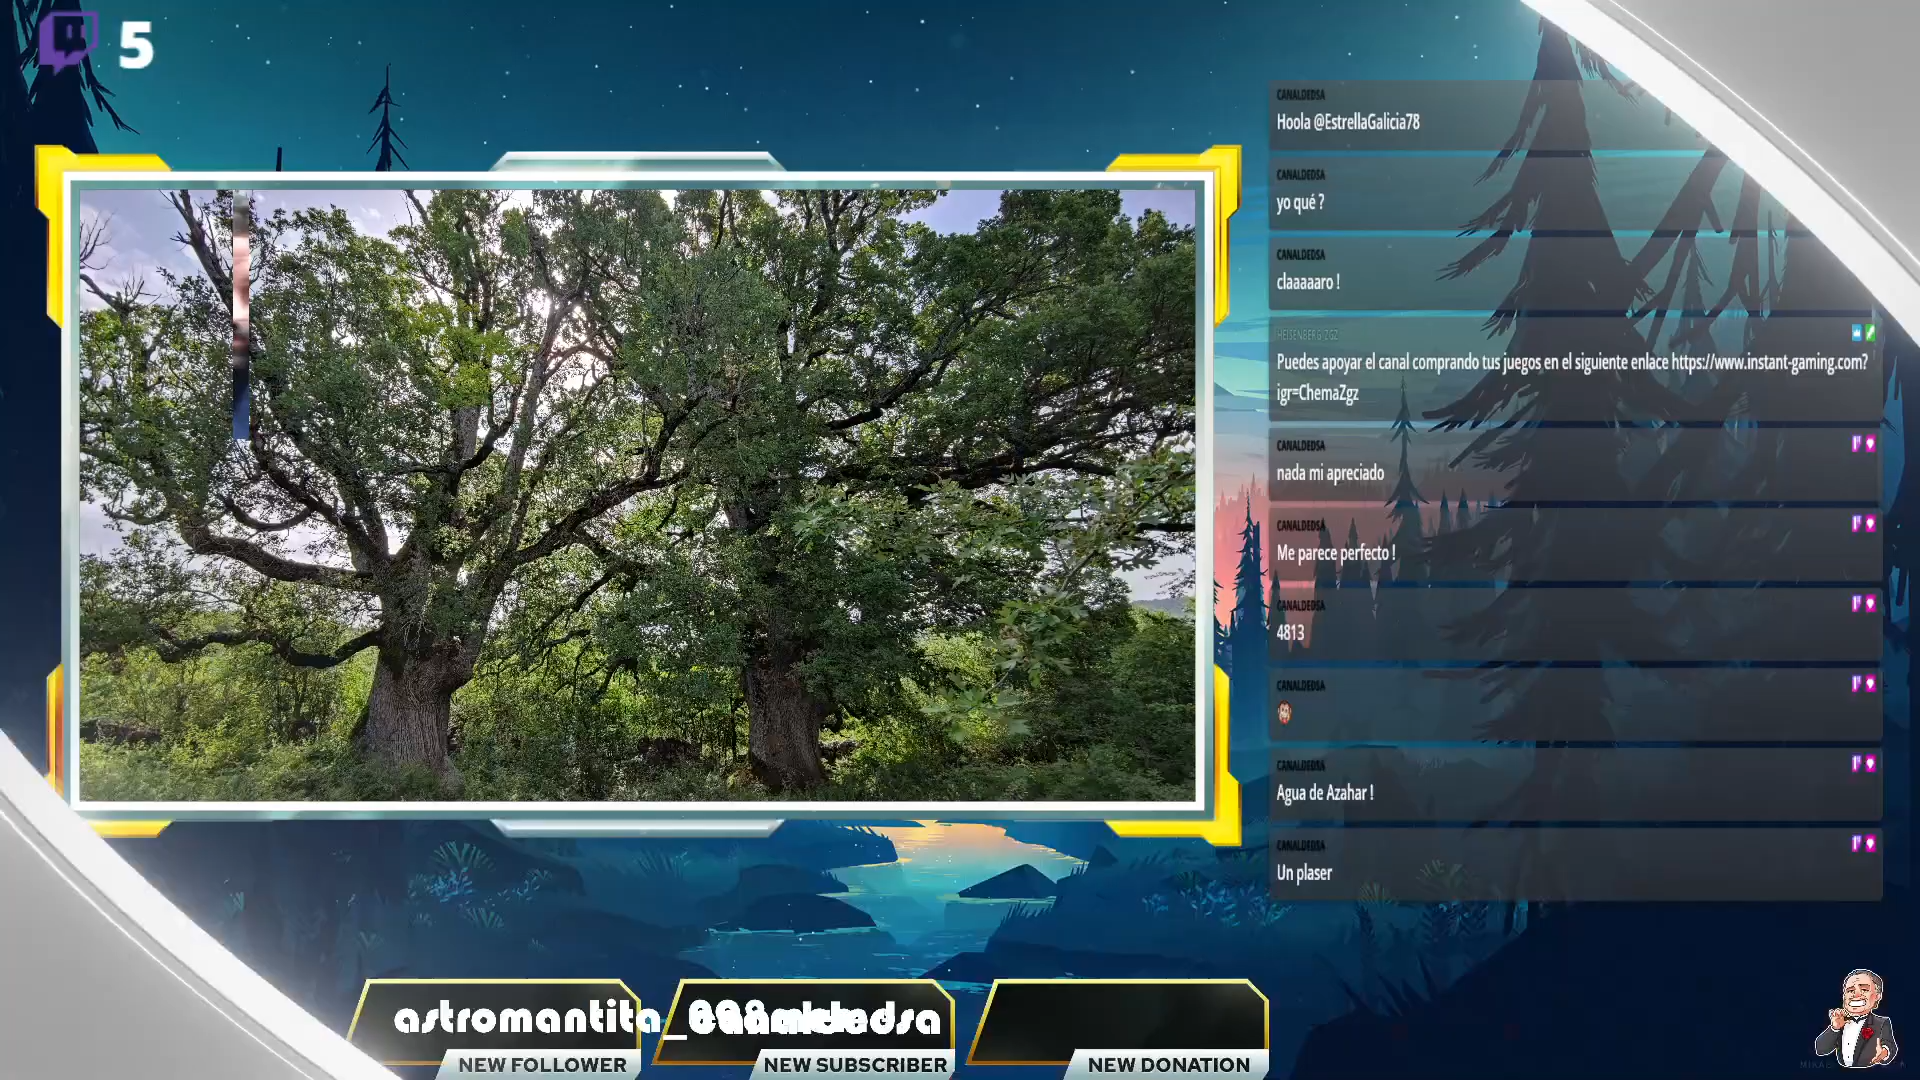 5
CANALDEDSA
Hoola @EstrellaGalicia78
CANALDEDSA
yo qué ?
CANALDEDSA
claaaaaro !
HEISENBERG_ZGZ
Puedes apoyar el canal comprando tus juegos en el siguiente enlace https://www.instant-gaming.com?
igr=ChemaZgz
CANALDEDSA
nada mi apreciado
CANALDEDSA
Me parece perfecto !
CANALDEDSA
4813
CANALDEDSA
CANALDEDSA
Agua de Azahar !
CANALDEDSA
Un plaser
NEW FOLLOWER
NEW SUBSCRIBER
NEW DONATION